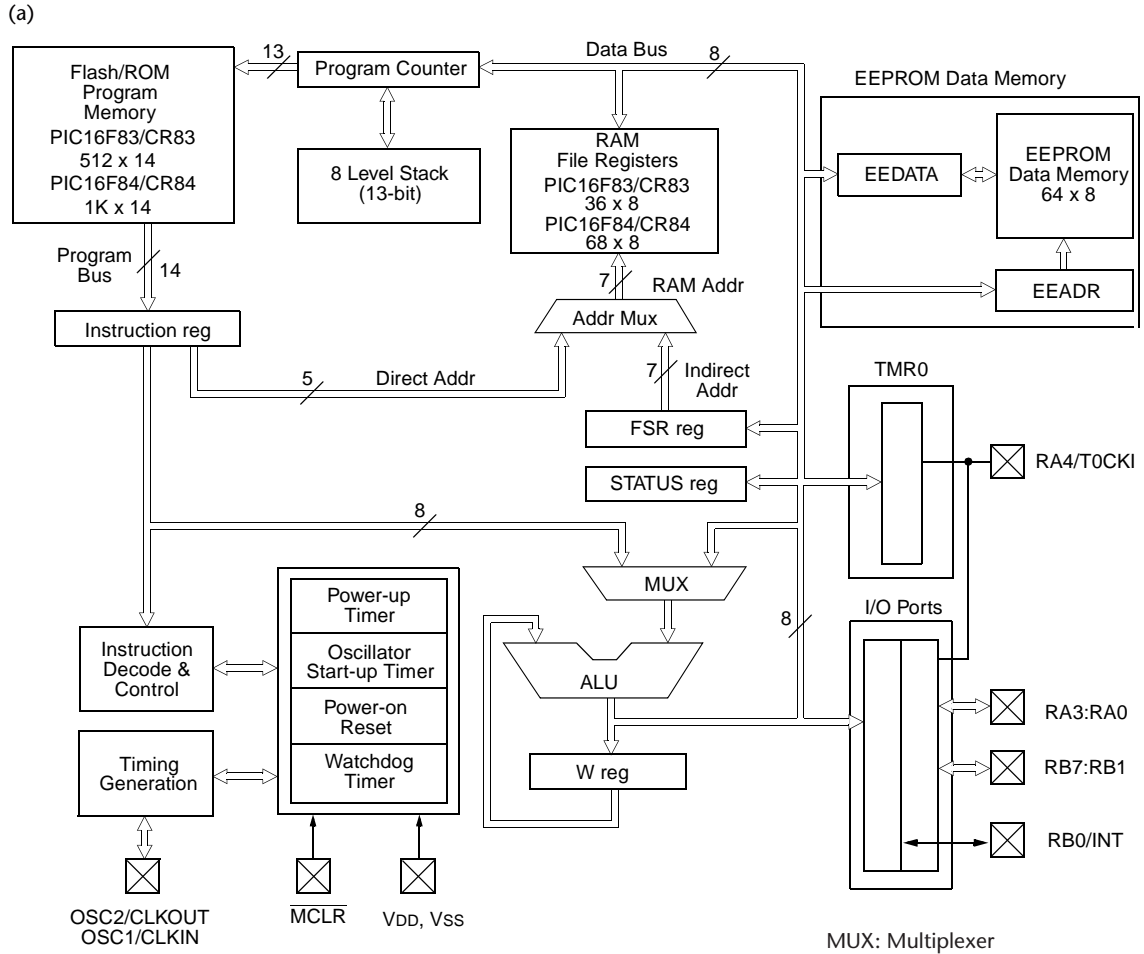 (a)
Flash/ROM
Program
Memory
PIC16F83/CR83
512 x 14
PIC16F84/CR84
1K x 14
13
Program Counter
Data Bus
8
8 Level Stack
(13-bit)
RAM
File Registers
PIC16F83/CR83
36 x 8
PIC16F84/CR84
68 x 8
EEPROM Data Memory
EEDATA
EEPROM
Data Memory
64 x 8
EEADR
Program
Bus
14
Instruction reg
7
RAM Addr
Addr Mux
5
Direct Addr
7
Indirect
Addr
FSR reg
STATUS reg
TMR0
RA4/T0CKI
8
MUX
ALU
W reg
8
I/O Ports
RA3:RA0
RB7:RB1
RB0/INT
Instruction
Decode &
Control
Timing
Generation
Power-up
Timer
Oscillator
Start-up Timer
Power-on
Reset
Watchdog
Timer
OSC2/CLKOUT
OSC1/CLKIN
MCLR
VDD, VSS
MUX: Multiplexer